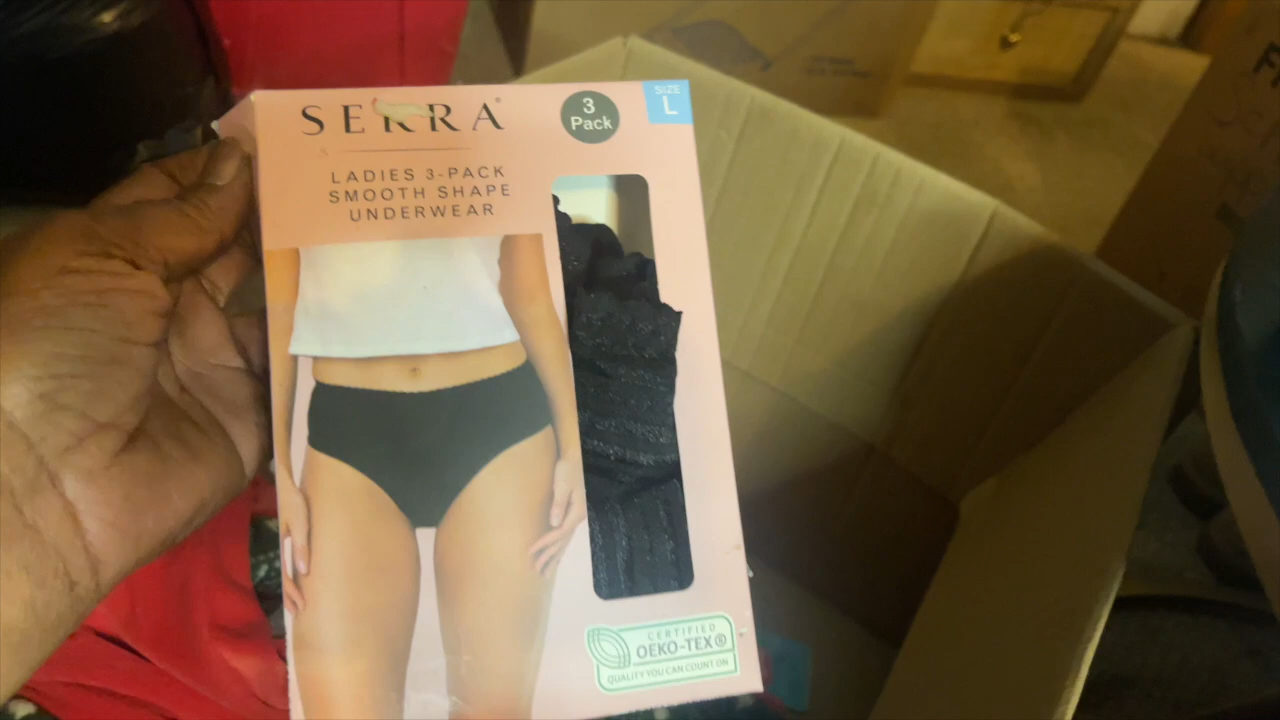 SERRA®
3
Pack
SIZE
L
LADIES 3-PACK
SMOOTH SHAPE
UNDERWEAR
CERTIFIED
OEKO-TEX®
QUALITY YOU CAN COUNT ON